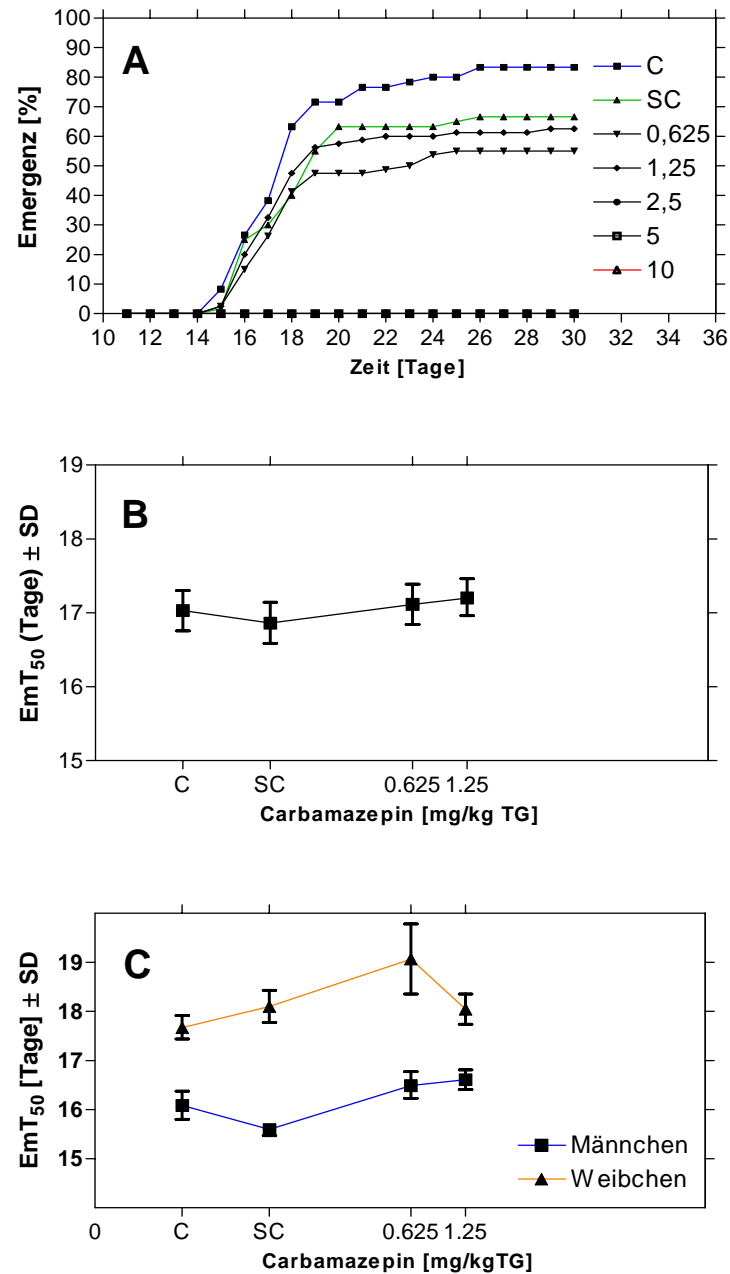 A
Emergenz [%]
100
90
80
70
60
50
40
30
20
10
0
10 12 14 16 18 20 22 24 26 28 30 32 34 36
Zeit [Tage]
C
SC
0,625
1,25
2,5
5
10
B
EmT50 (Tage) ± SD
19
18
17
16
15
C SC 0.625 1.25
Carbamazepin [mg/kg TG]
C
EmT50 [Tage] ± SD
19
18
17
16
15
Männchen
Weibchen
0 C SC 0.625 1.25
Carbamazepin [mg/kgTG]